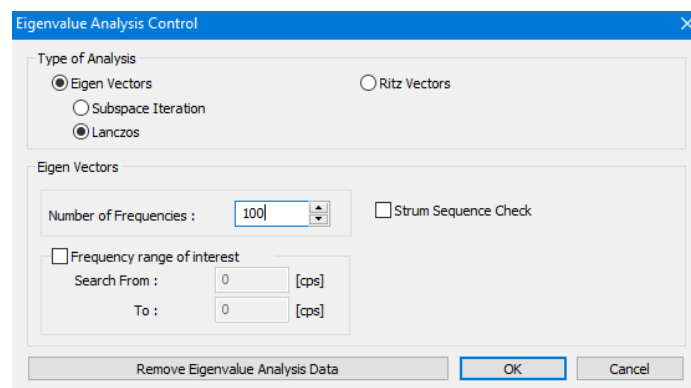 Eigenvalue Analysis Control
Type of Analysis
Eigen Vectors Ritz Vectors
Subspace Iteration
Lanczos
Eigen Vectors
Number of Frequencies : 100 Strum Sequence Check
Frequency range of interest
Search From : 0 [cps]
To : 0 [cps]
Remove Eigenvalue Analysis Data OK Cancel